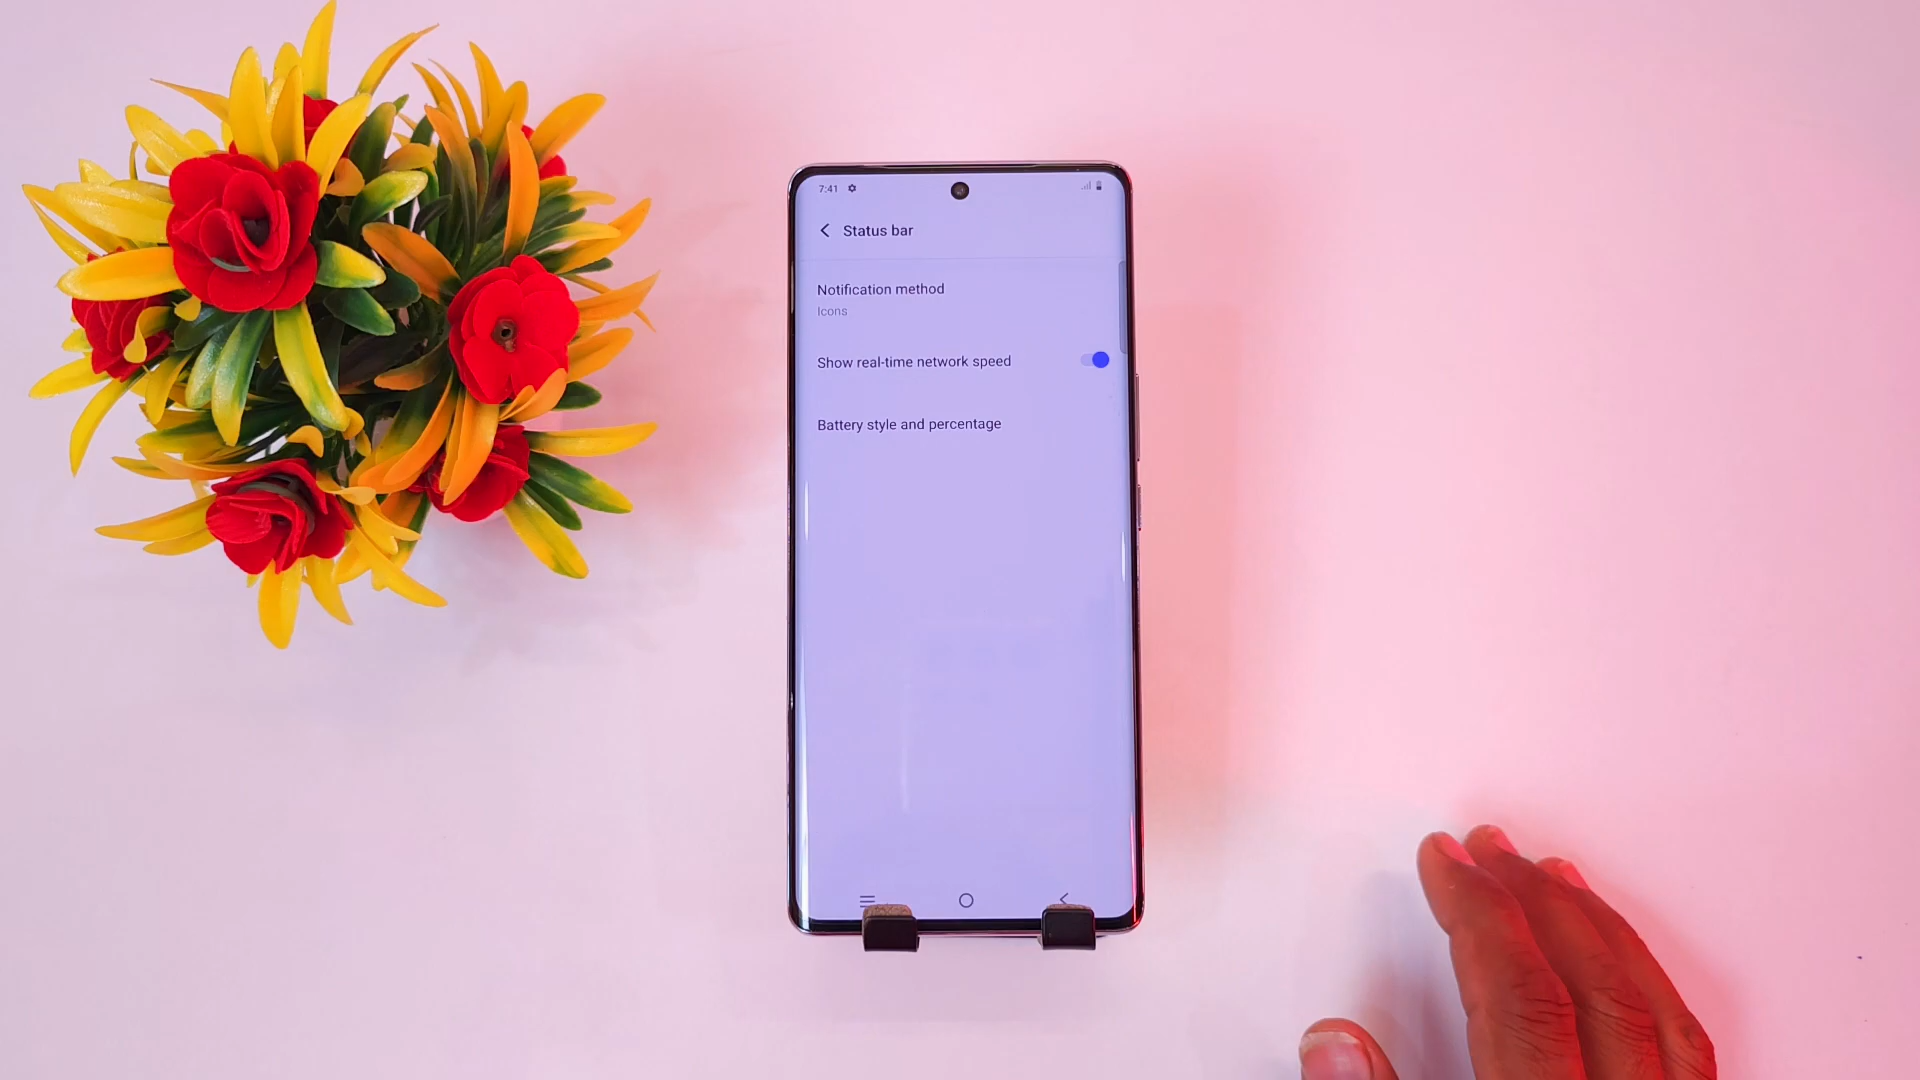 7:41
Status bar
Notification method
Icons
Show real-time network speed
Battery style and percentage